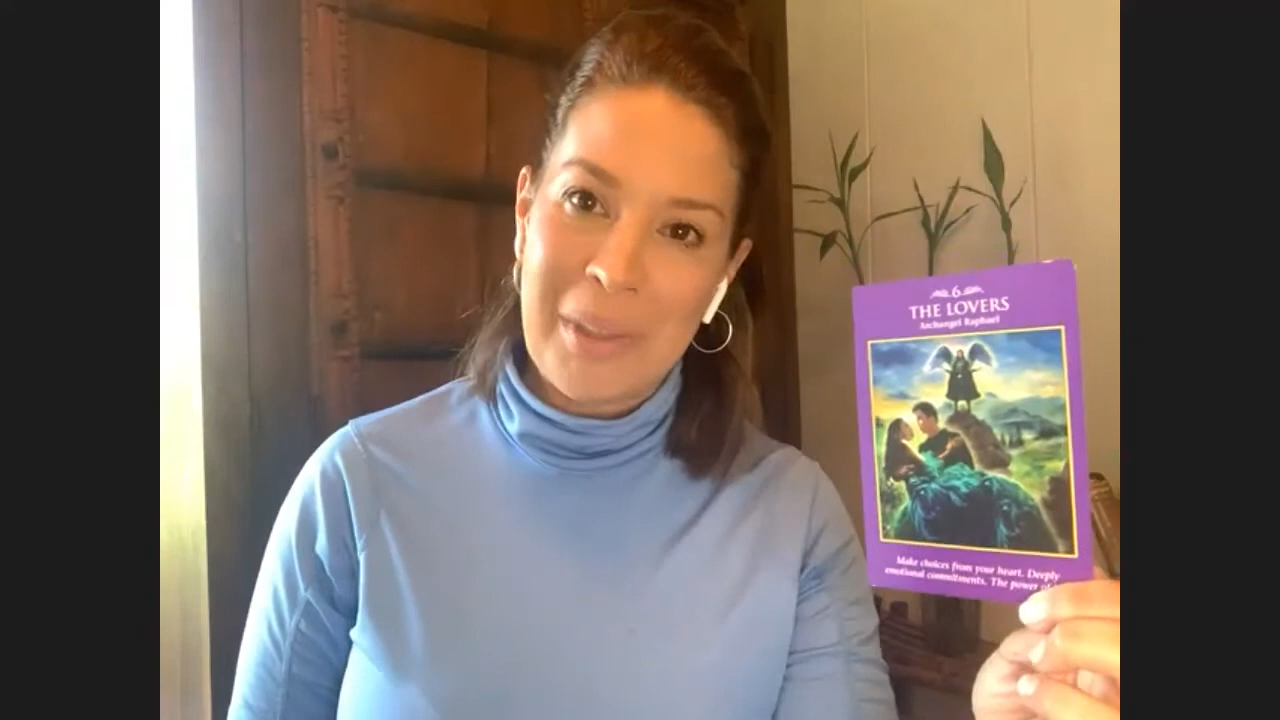 6
THE LOVERS
Archangel Raphael
Make choices from your heart. Deeply
emotional commitments. The power of